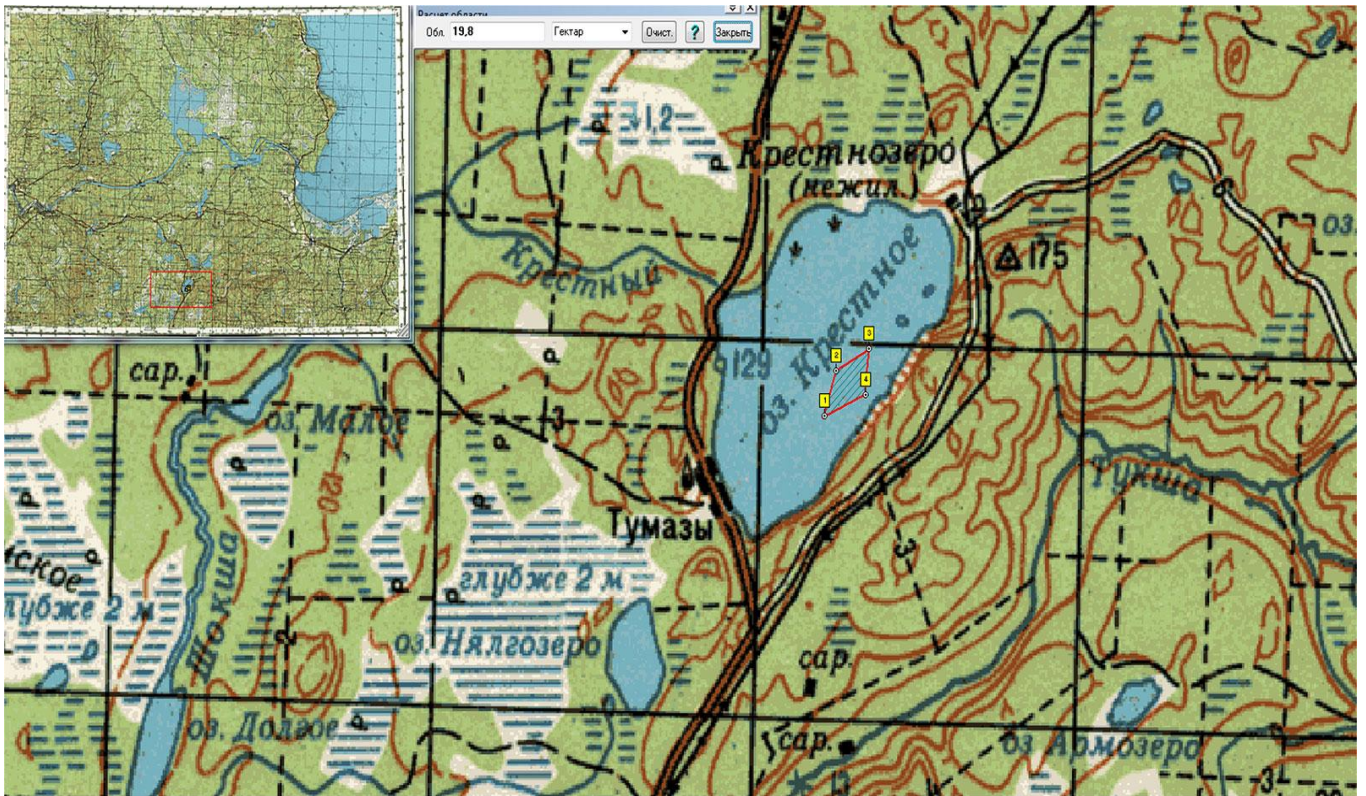 Расчет области
Обл. 19,8 Гектар Очист. ? Закрыть
1,2
Крестнозеро
(нежил.)
175
оз.
Крестный
оз. Крестное
129
1
2
3
4
сар.
оз. Малое
3
120
Тукша
Тумазы
глубже 2 м
оз. Нялгозеро
Шокша
2
3
сар.
оз. Долгое
сар.
оз Армозеро
3